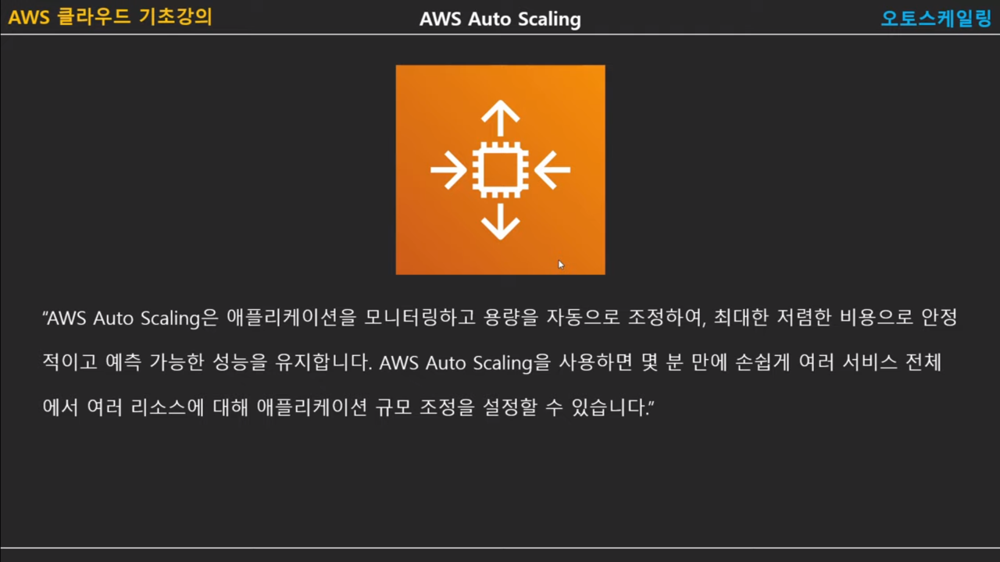 AWS 클라우드 기초강의
AWS Auto Scaling
오토스케일링
“AWS Auto Scaling은 애플리케이션을 모니터링하고 용량을 자동으로 조정하여, 최대한 저렴한 비용으로 안정
적이고 예측 가능한 성능을 유지합니다. AWS Auto Scaling을 사용하면 몇 분 만에 손쉽게 여러 서비스 전체
에서 여러 리소스에 대해 애플리케이션 규모 조정을 설정할 수 있습니다.”